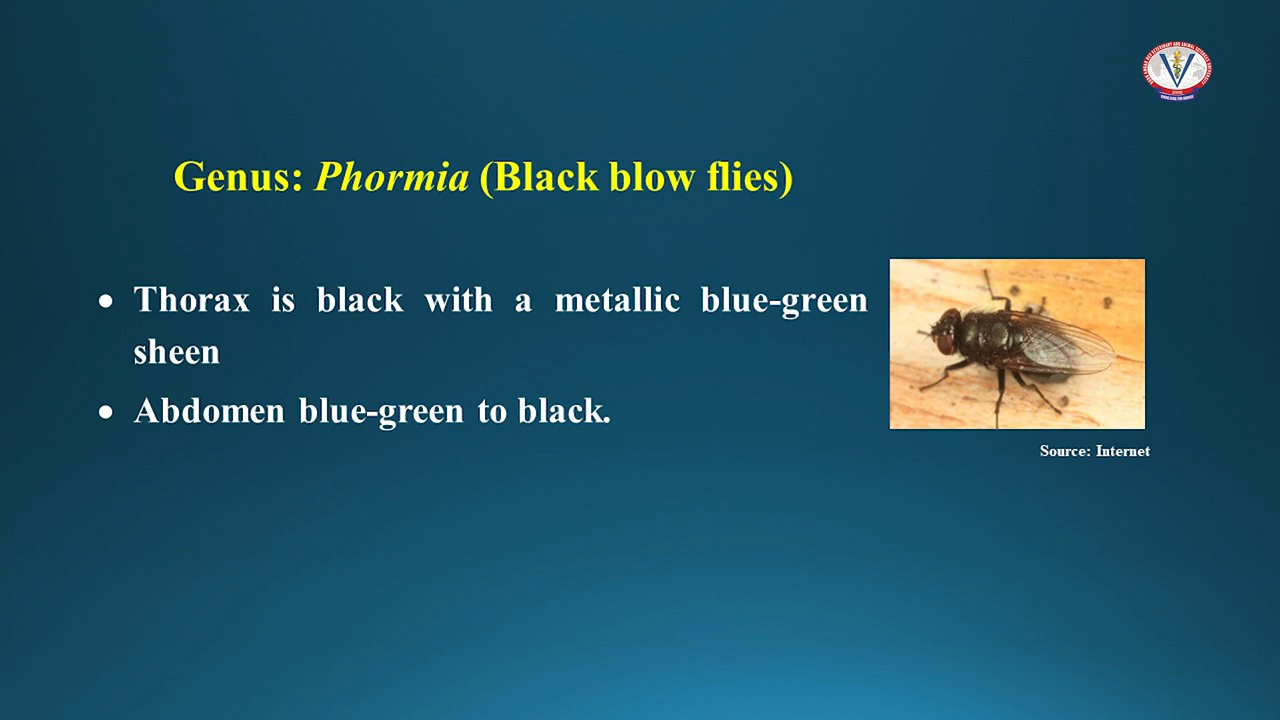 Genus: Phormia (Black blow flies)
• Thorax is black with a metallic blue-green
sheen
• Abdomen blue-green to black.
Source: Internet